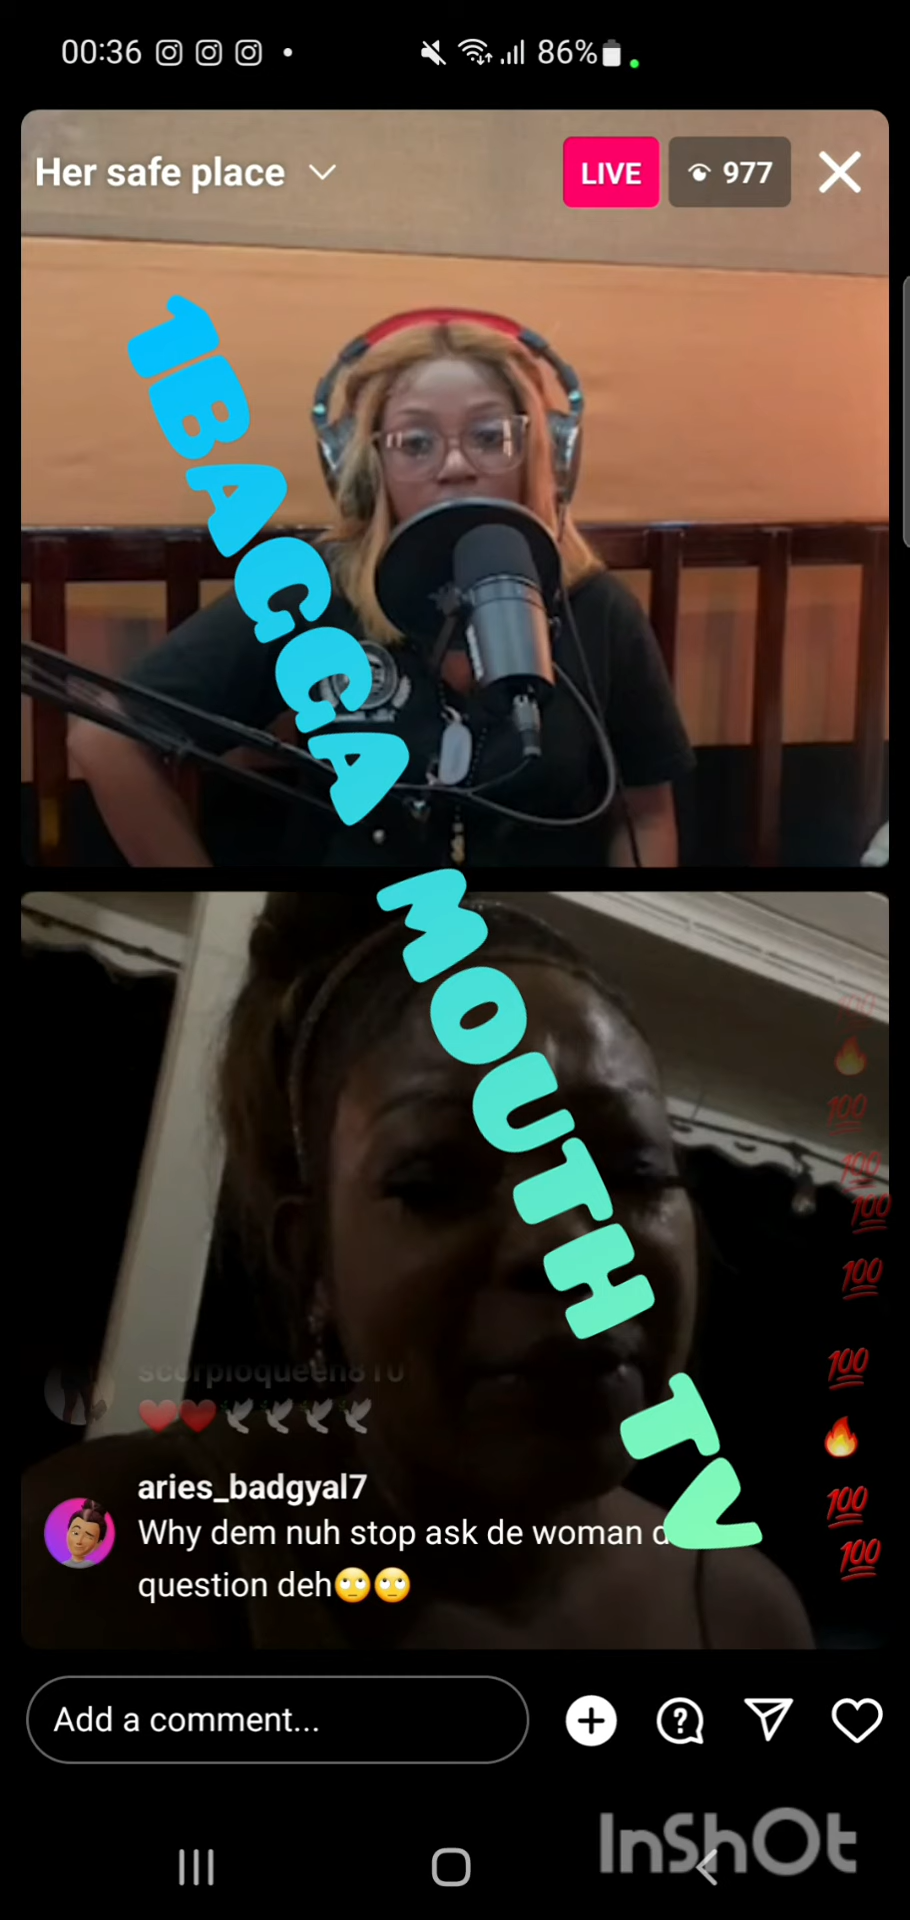 00:36
86%
Her safe place
LIVE
977
1BAGGA MOUTH TV
scorpioqueen810
❤️❤️🕊️🕊️🕊️🕊️
aries_badgyal7
Why dem nuh stop ask de woman
question deh🙄🙄
Add a comment...
InShOt